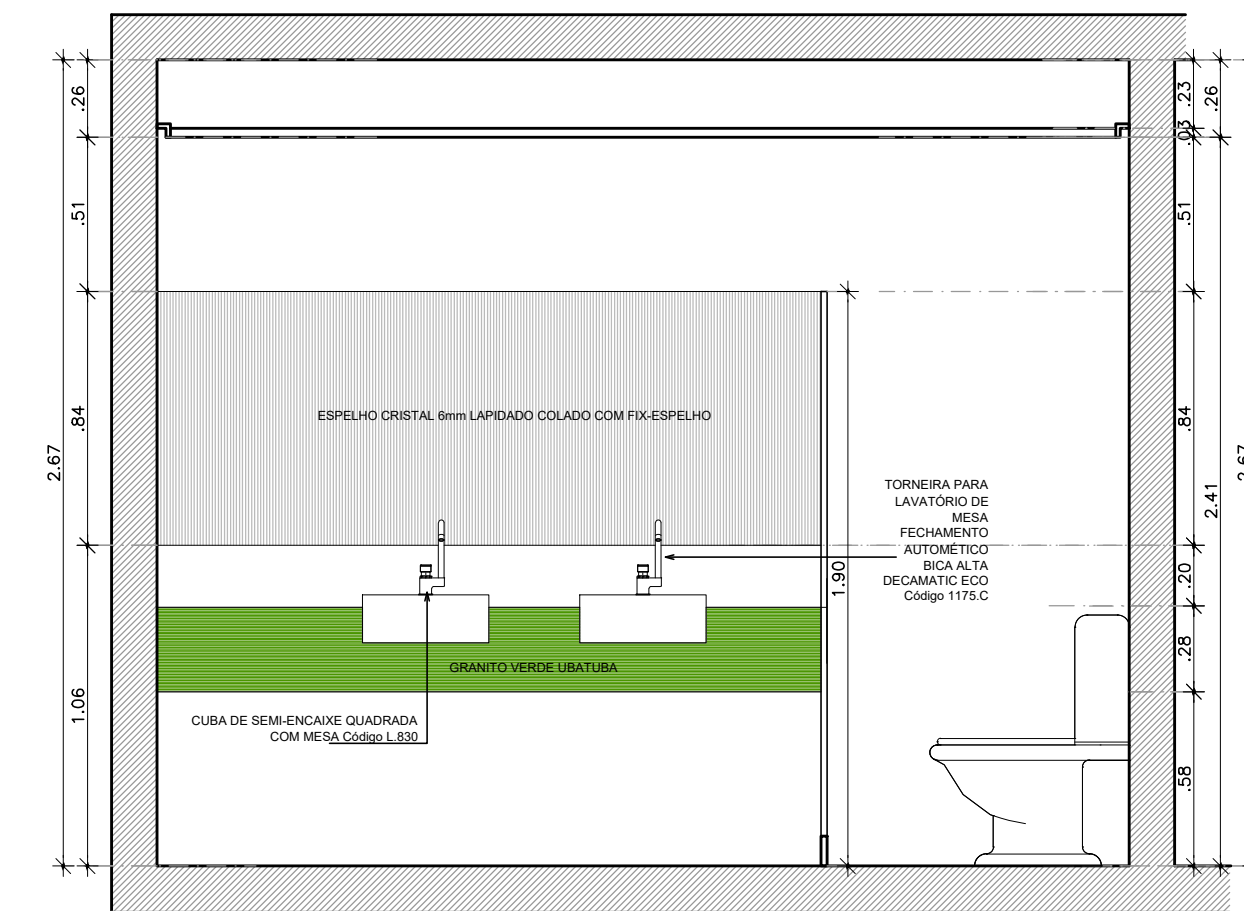 .26
.51
.84
2.67
1.06
.23
.26
.03
.51
.84
2.67
2.41
.20
.28
.58
1.90
ESPELHO CRISTAL 6mm LAPIDADO COLADO COM FIX-ESPELHO
TORNEIRA PARA
LAVATÓRIO DE
MESA
FECHAMENTO
AUTOMÉTICO
BICA ALTA
DECAMATIC ECO
Código 1175.C
GRANITO VERDE UBATUBA
CUBA DE SEMI-ENCAIXE QUADRADA
COM MESA Código L.830